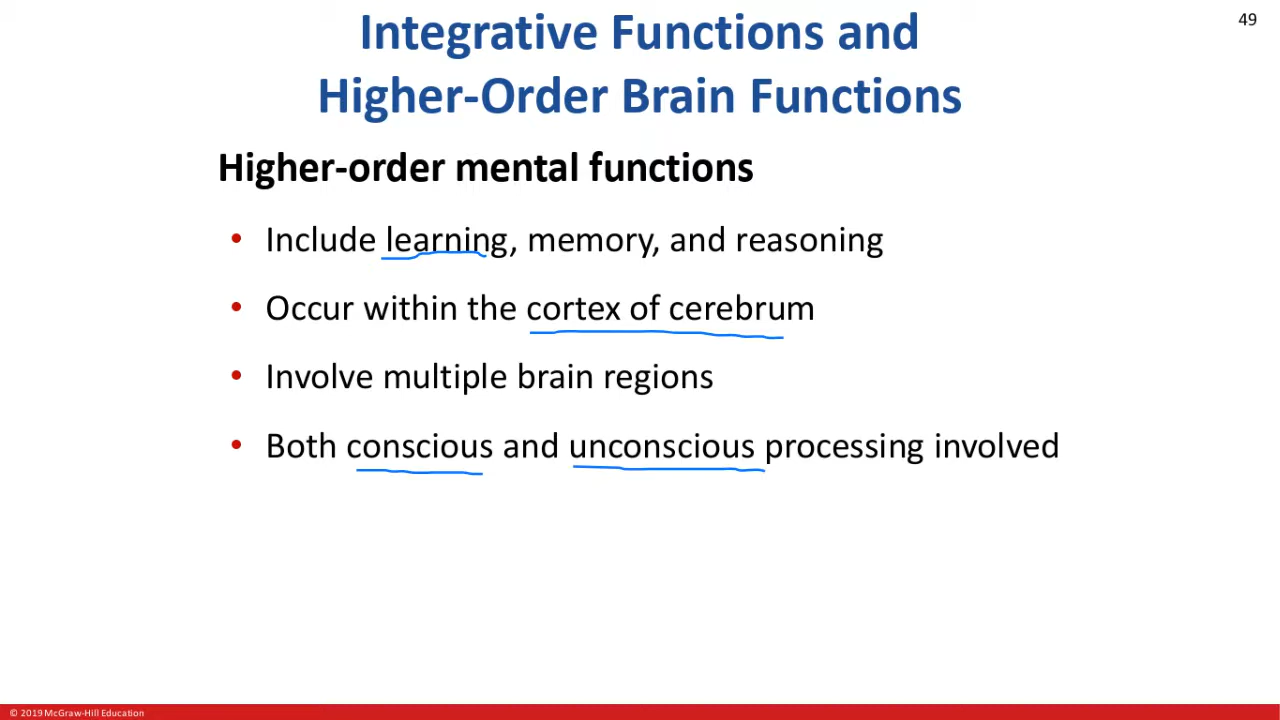 49
Integrative Functions and
Higher-Order Brain Functions
Higher-order mental functions
• Include learning, memory, and reasoning
• Occur within the cortex of cerebrum
• Involve multiple brain regions
• Both conscious and unconscious processing involved
© 2019 McGraw-Hill Education